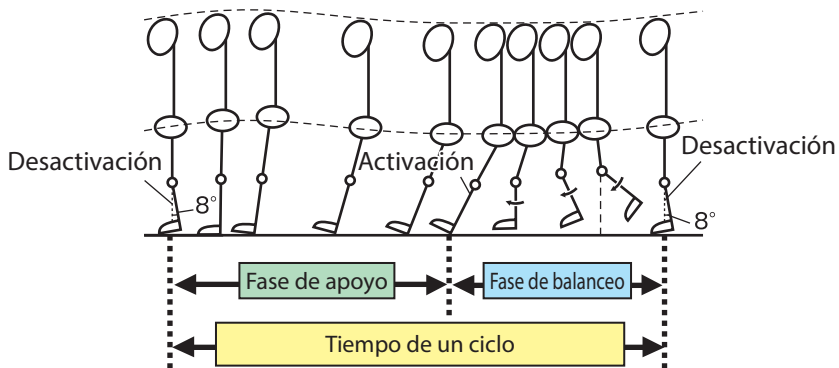 Desactivación
Activación
Desactivación
8°
8°
Fase de apoyo
Fase de balanceo
Tiempo de un ciclo